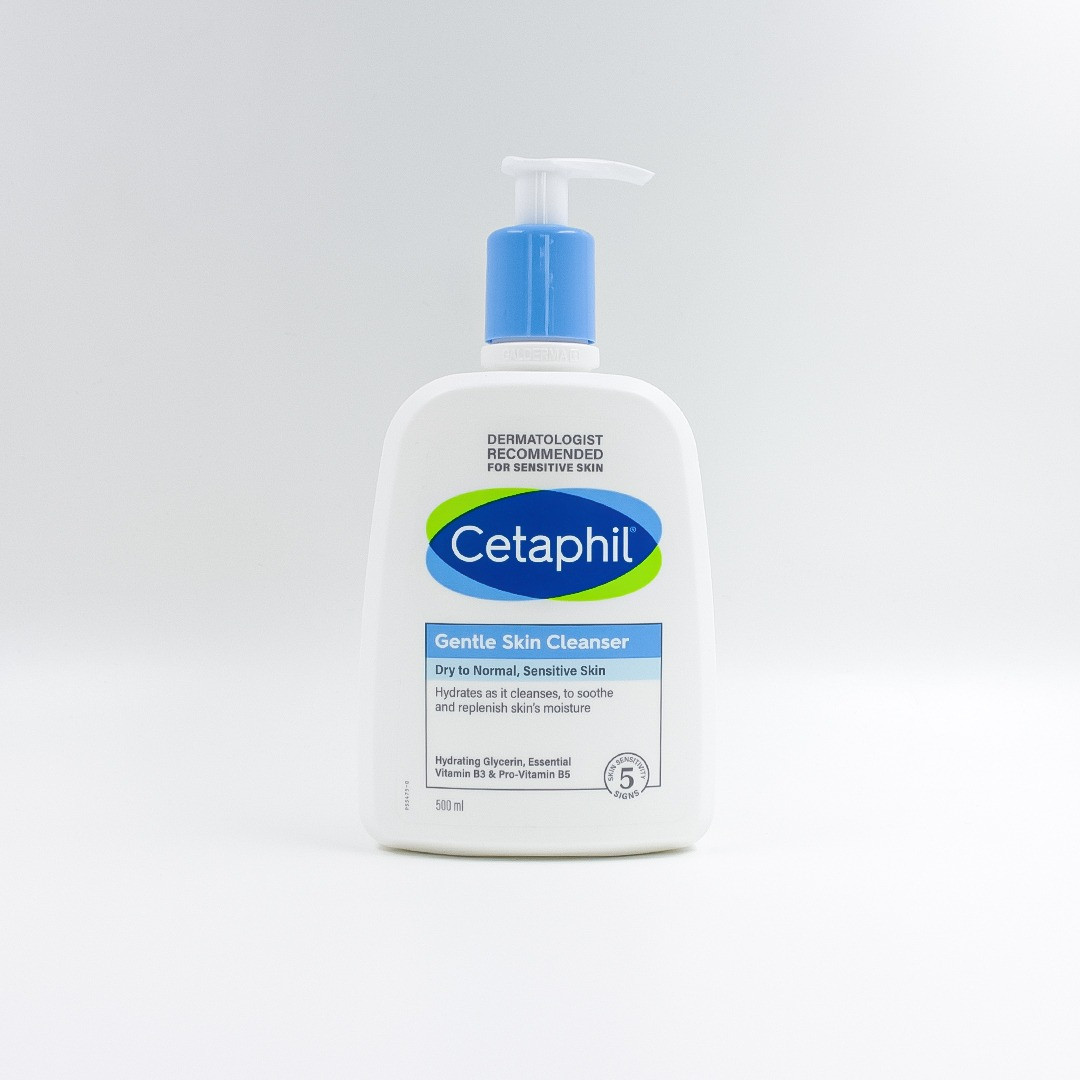 DERMATOLOGIST
RECOMMENDED
FOR SENSITIVE SKIN
Cetaphil®
Gentle Skin Cleanser
Dry to Normal, Sensitive Skin
Hydrates as it cleanses, to soothe
and replenish skin's moisture
Hydrating Glycerin, Essential
Vitamin B3 & Pro-Vitamin B5
SKIN SENSITIVITY
5
SIGNS
500 ml